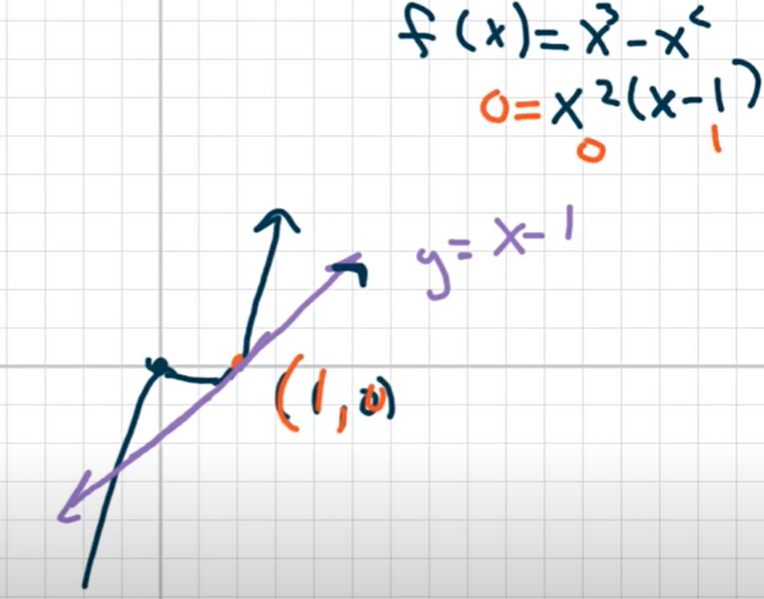 f(x)=x³-x²
0=x²(x-1)
0 1
y=x-1
(1,0)